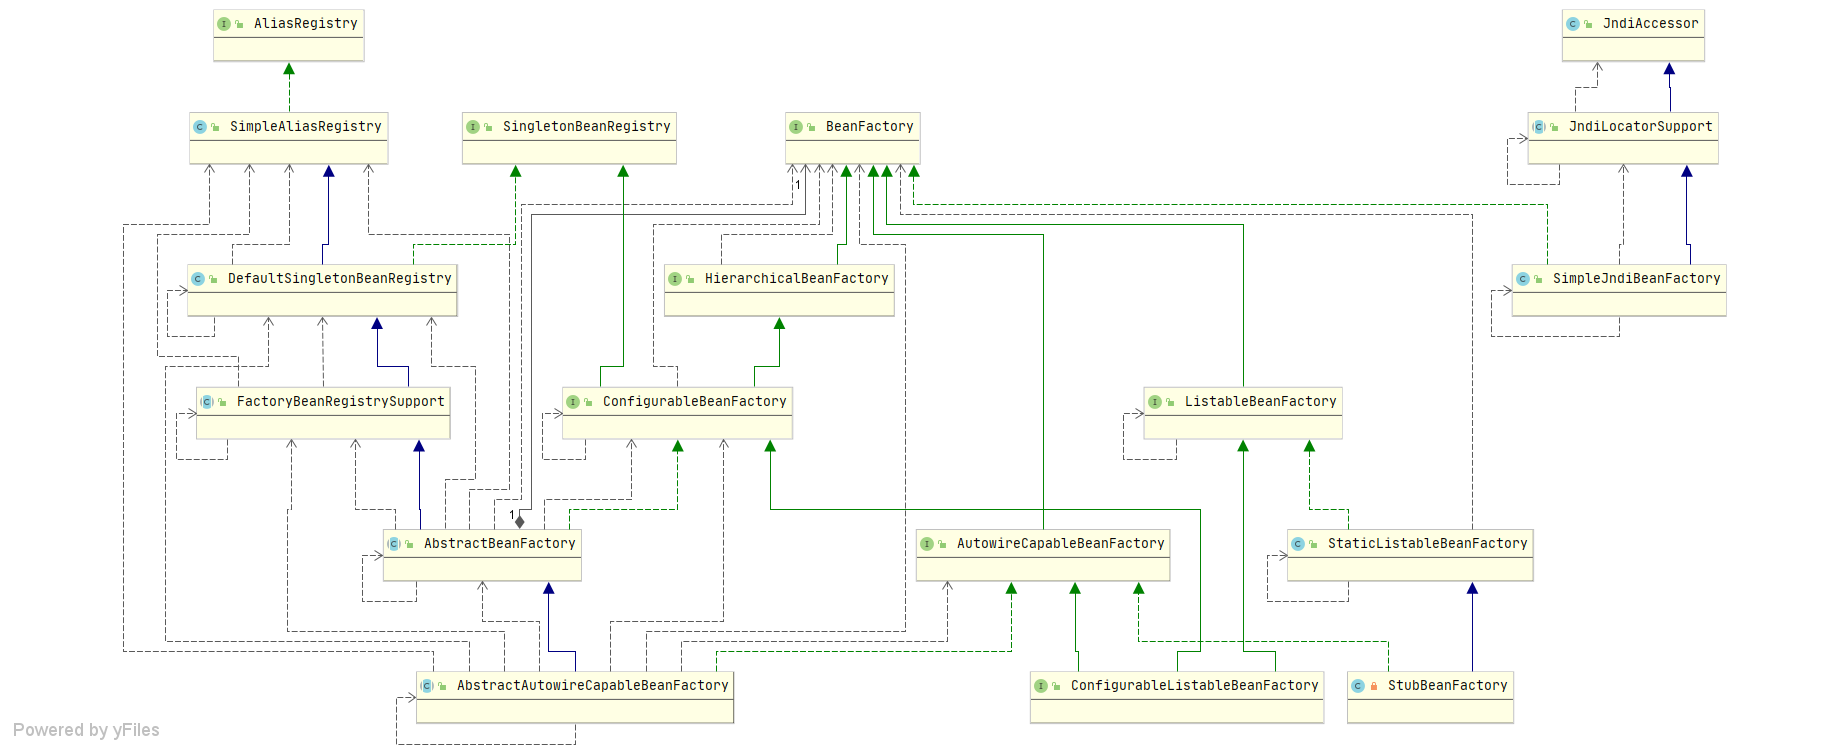 AliasRegistry
JndiAccessor
SimpleAliasRegistry
SingletonBeanRegistry
BeanFactory
JndiLocatorSupport
1
DefaultSingletonBeanRegistry
HierarchicalBeanFactory
SimpleJndiBeanFactory
FactoryBeanRegistrySupport
ConfigurableBeanFactory
ListableBeanFactory
1
AbstractBeanFactory
AutowireCapableBeanFactory
StaticListableBeanFactory
AbstractAutowireCapableBeanFactory
ConfigurableListableBeanFactory
StubBeanFactory
Powered by yFiles